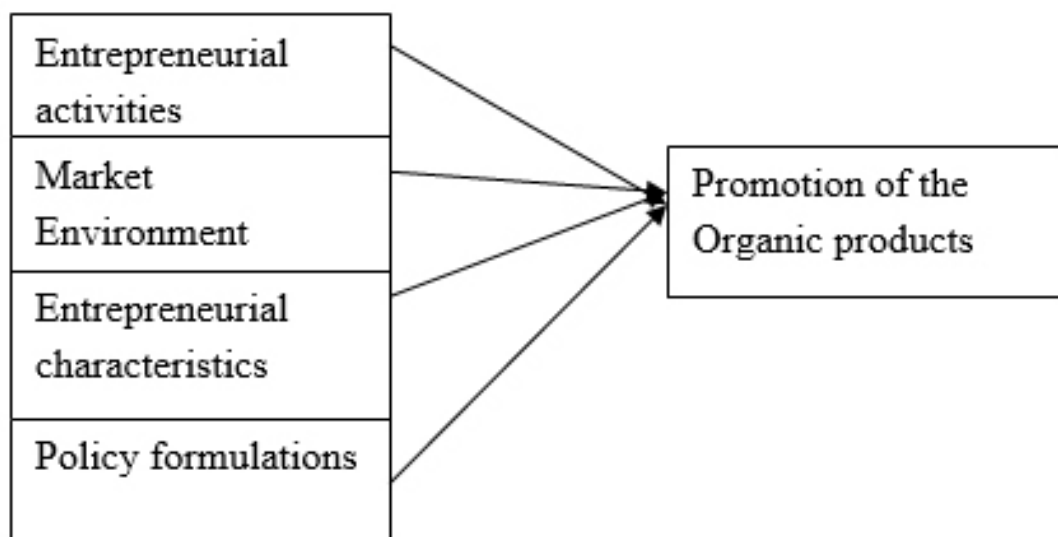 Entrepreneurial
activities
Market
Environment
Entrepreneurial
characteristics
Policy formulations
Promotion of the
Organic products